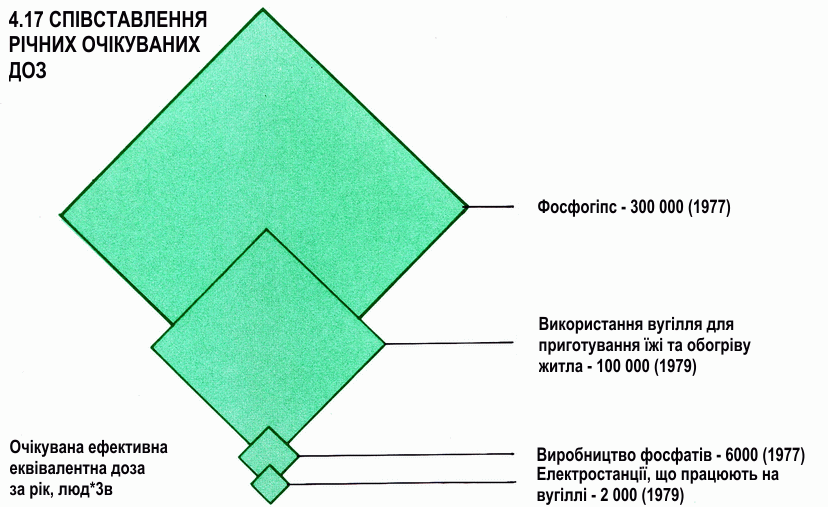 4.17 СПІВСТАВЛЕННЯ
РІЧНИХ ОЧІКУВАНИХ
ДОЗ
Фосфогіпс - 300 000 (1977)
Використання вугілля для
приготування їжі та обогріву
житла - 100 000 (1979)
Очікувана ефективна
еквівалентна доза
за рік, люд*Зв
Виробництво фосфатів - 6000 (1977)
Електростанції, що працюють на
вугіллі - 2 000 (1979)